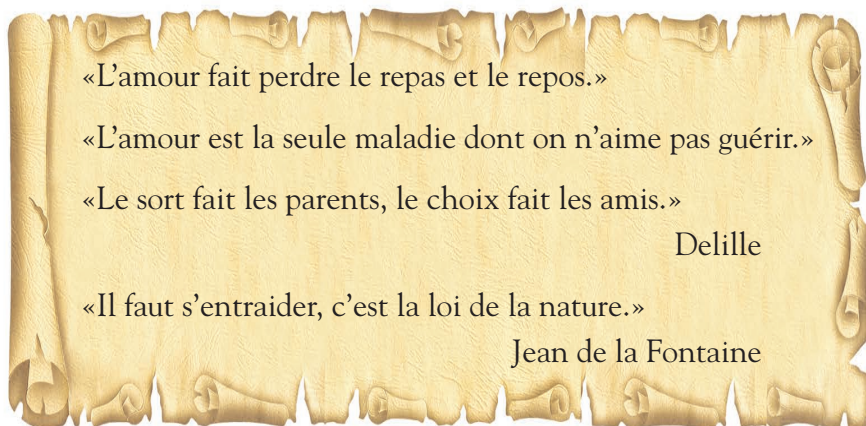 «L’amour fait perdre le repas et le repos.»
«L’amour est la seule maladie dont on n’aime pas guérir.»
«Le sort fait les parents, le choix fait les amis.»
Delille
«Il faut s’entraider, c’est la loi de la nature.»
Jean de la Fontaine